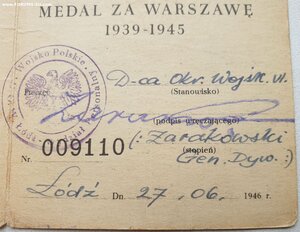 MEDAL ZA WARSZAWĘ
1939-1945
Wojsko Polskie
Pieczęć
D-ca Okr. Wojsk. W.
(Stanowisko)
(podpis wręczającego)
Nr. 009110
(: Zarakowski
(stopień)
Gen. Dyw. :)
Łódź Dn. 27. 06. 1946 r.